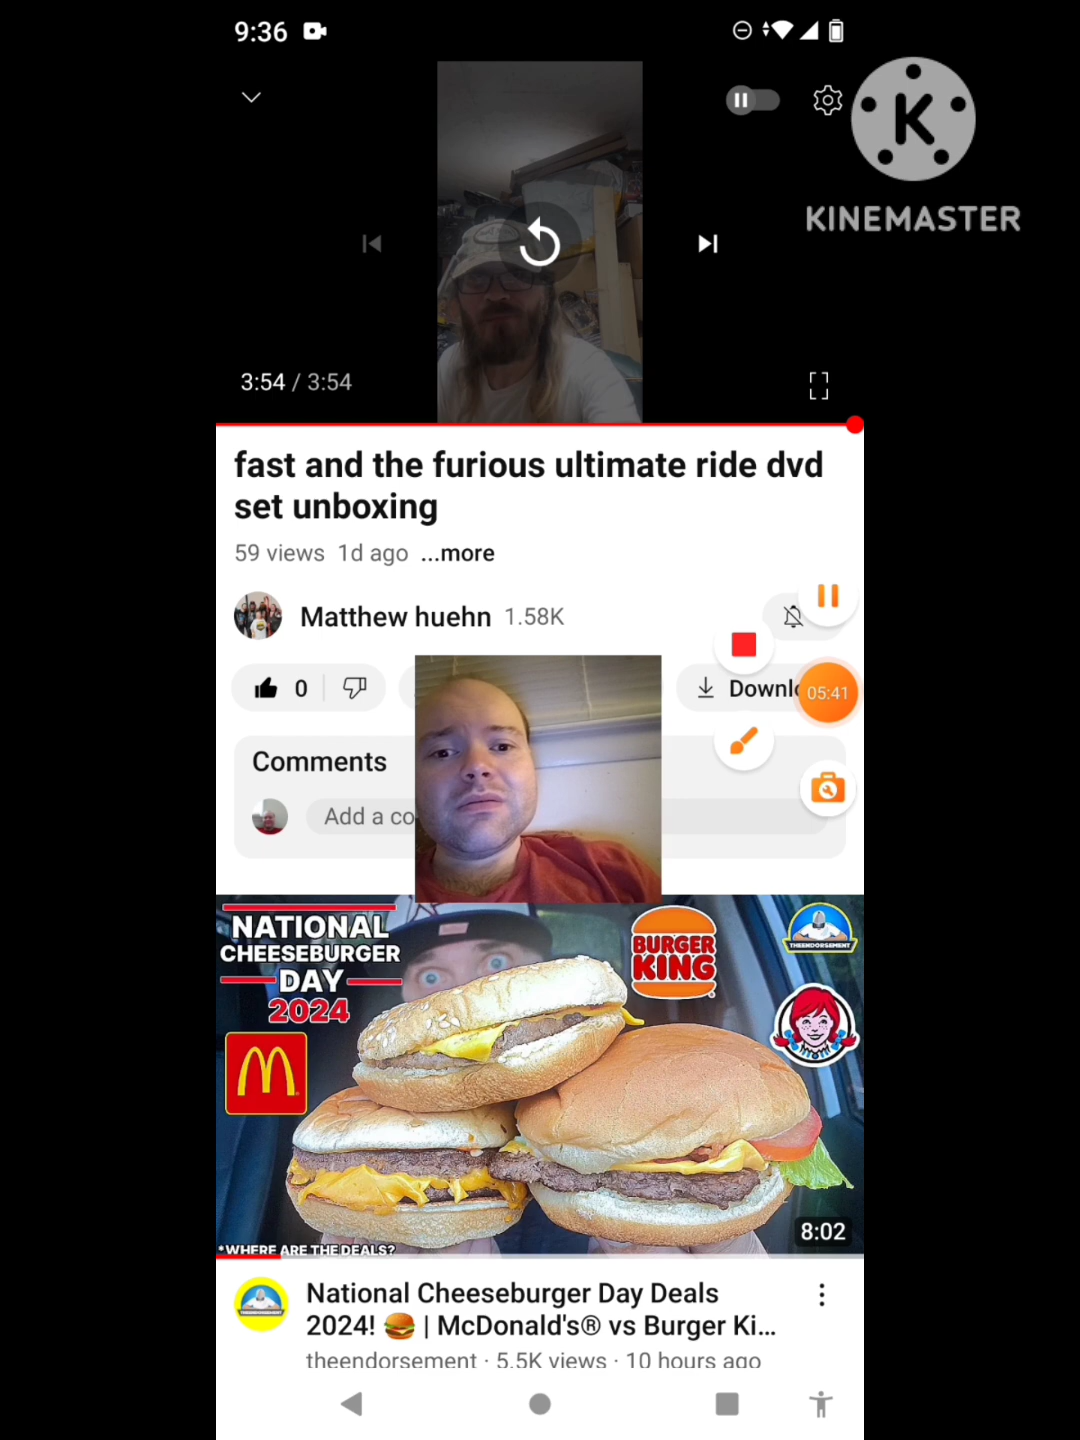 9:36
K
KINEMASTER
3:54 / 3:54
fast and the furious ultimate ride dvd
set unboxing
59 views 1d ago ...more
Matthew huehn 1.58K
0
Downlo
05:41
Comments
Add a co
NATIONAL
CHEESEBURGER
DAY
2024
BURGER
KING
THEENDORSEMENT
8:02
*WHERE ARE THE DEALS?
National Cheeseburger Day Deals
2024! 🍔 | McDonald's® vs Burger Ki...
theendorsement · 5.5K views · 10 hours ago